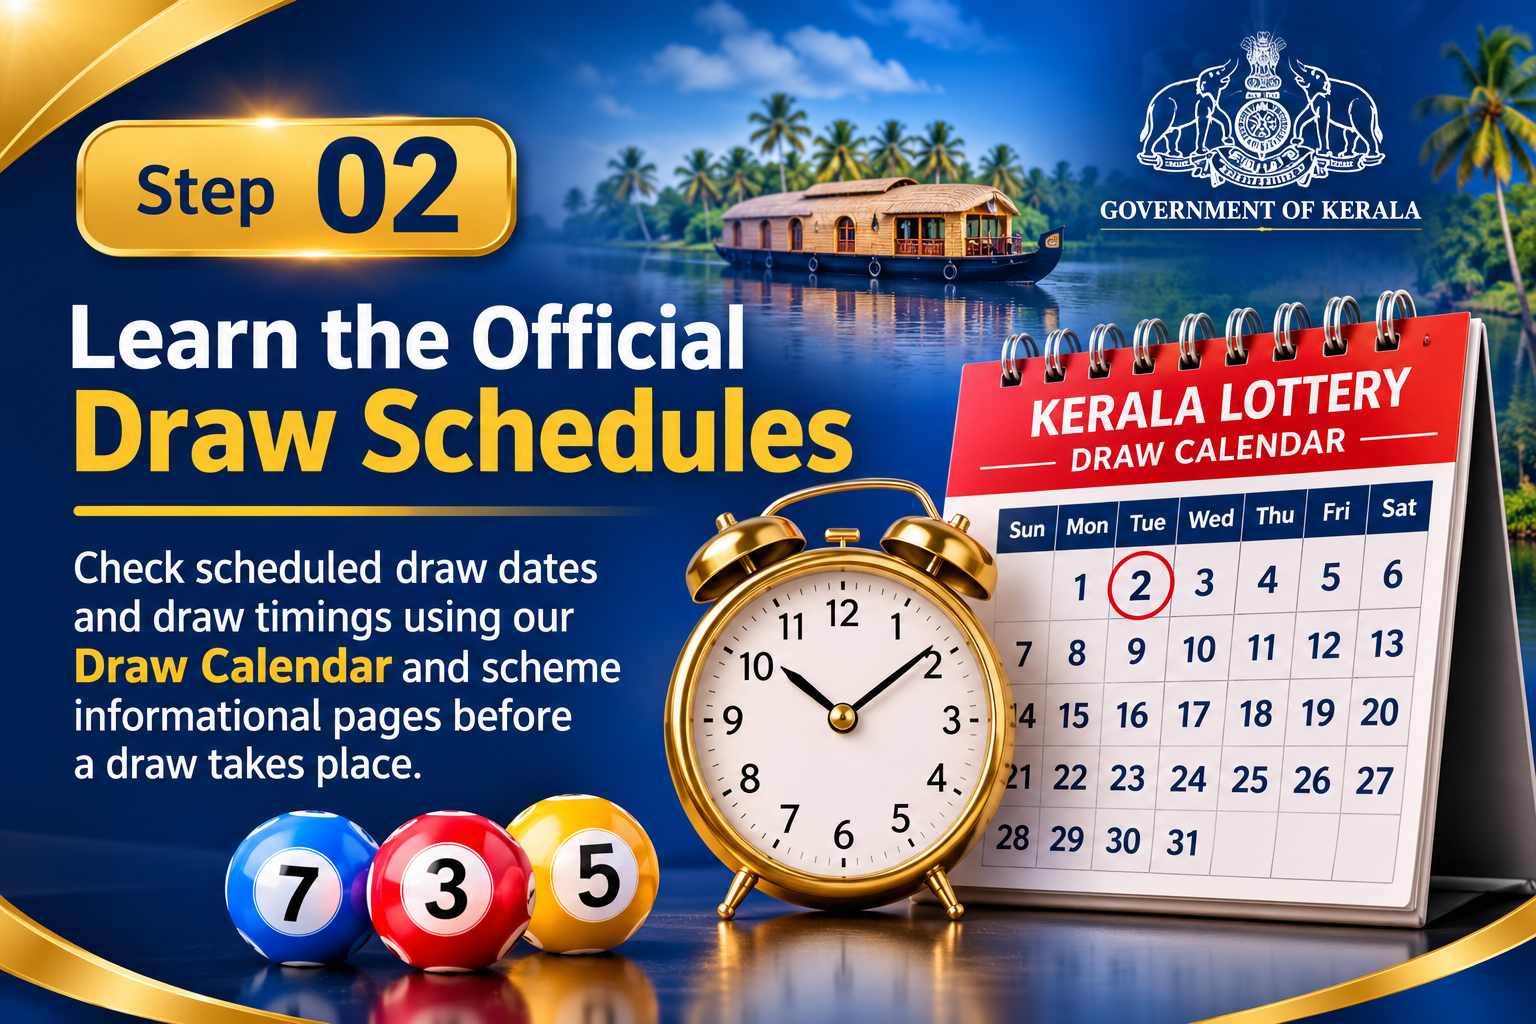 Step 02
Learn the Official
Draw Schedules
Check scheduled draw dates
and draw timings using our
Draw Calendar and scheme
informational pages before
a draw takes place.
GOVERNMENT OF KERALA
KERALA LOTTERY
DRAW CALENDAR
Sun Mon Tue Wed Thu Fri Sat
1 2 3 4 5 6
7 8 9 10 11 12 13
14 15 16 17 18 19 20
21 22 23 24 25 26 27
28 29 30 31
12
11 1
10 2
9 3
8 4
7 5
6
7 3 5